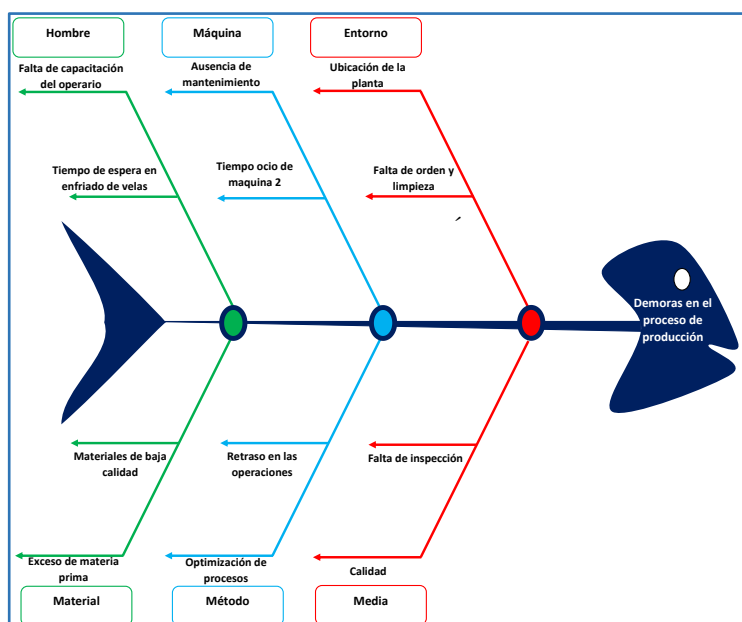 Hombre
Máquina
Entorno
Falta de capacitación
del operario
Ausencia de
mantenimiento
Ubicación de la
planta
Tiempo de espera en
enfriado de velas
Tiempo ocio de
maquina 2
Falta de orden y
limpieza
Demoras en el
proceso de
producción
Materiales de baja
calidad
Retraso en las
operaciones
Falta de inspección
Exceso de materia
prima
Optimización de
procesos
Calidad
Material
Método
Media